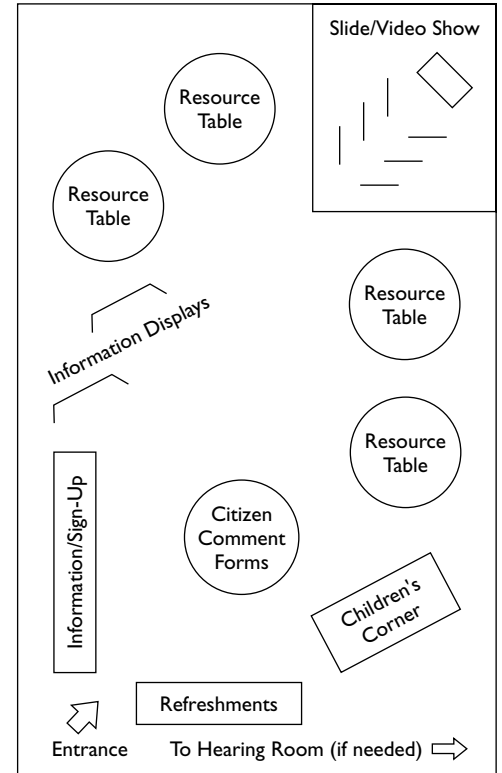 Slide/Video Show
Resource
Table
Resource
Table
Information Displays
Resource
Table
Resource
Table
Information/Sign-Up
Citizen
Comment
Forms
Children's
Corner
Refreshments
Entrance
To Hearing Room (if needed)